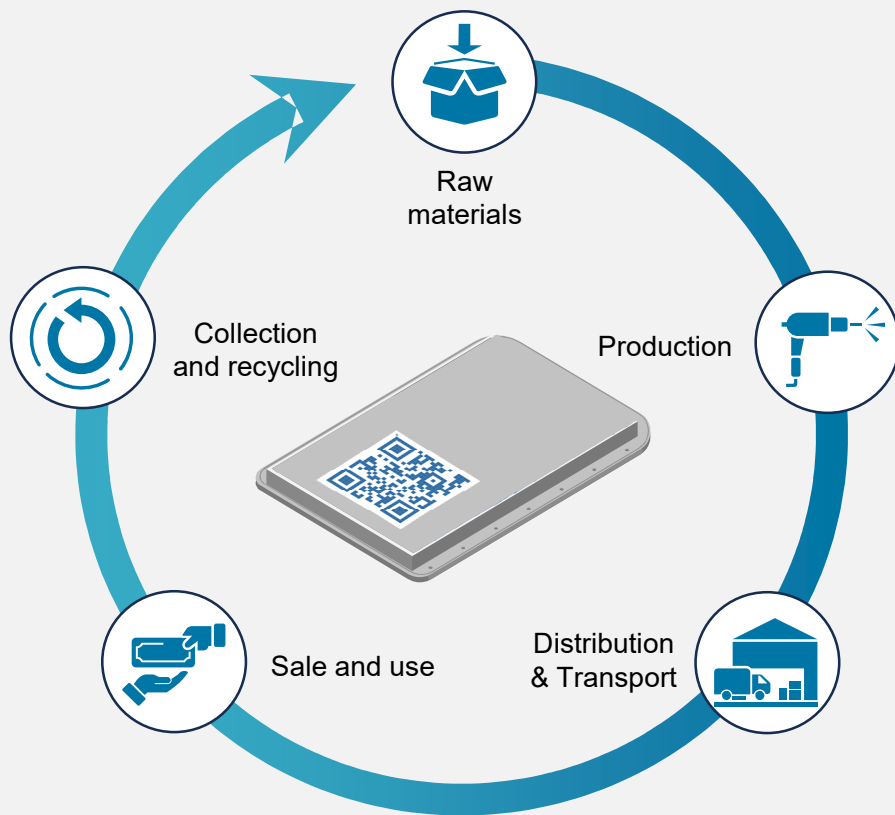 Raw
materials
Production
Distribution
& Transport
Sale and use
Collection
and recycling